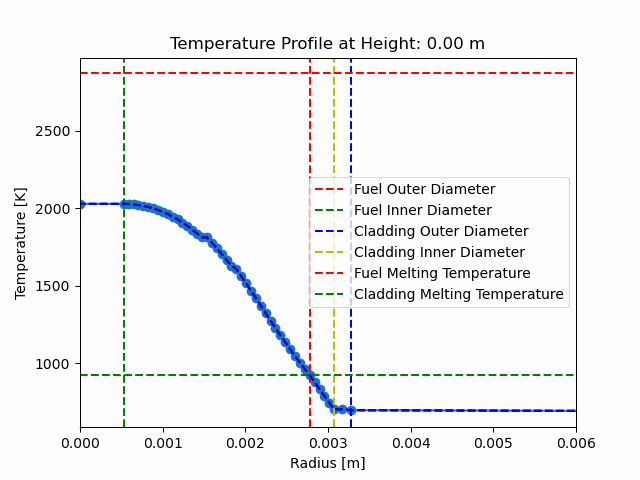 Temperature Profile at Height: 0.00 m
Temperature [K]
2500
2000
1500
1000
Fuel Outer Diameter
Fuel Inner Diameter
Cladding Outer Diameter
Cladding Inner Diameter
Fuel Melting Temperature
Cladding Melting Temperature
0.000 0.001 0.002 0.003 0.004 0.005 0.006
Radius [m]